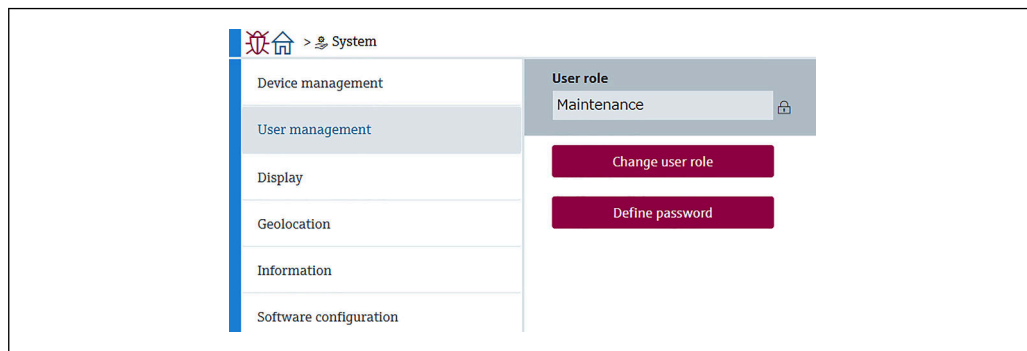 > System
Device management
User management
Display
Geolocation
Information
Software configuration
User role
Maintenance
Change user role
Define password